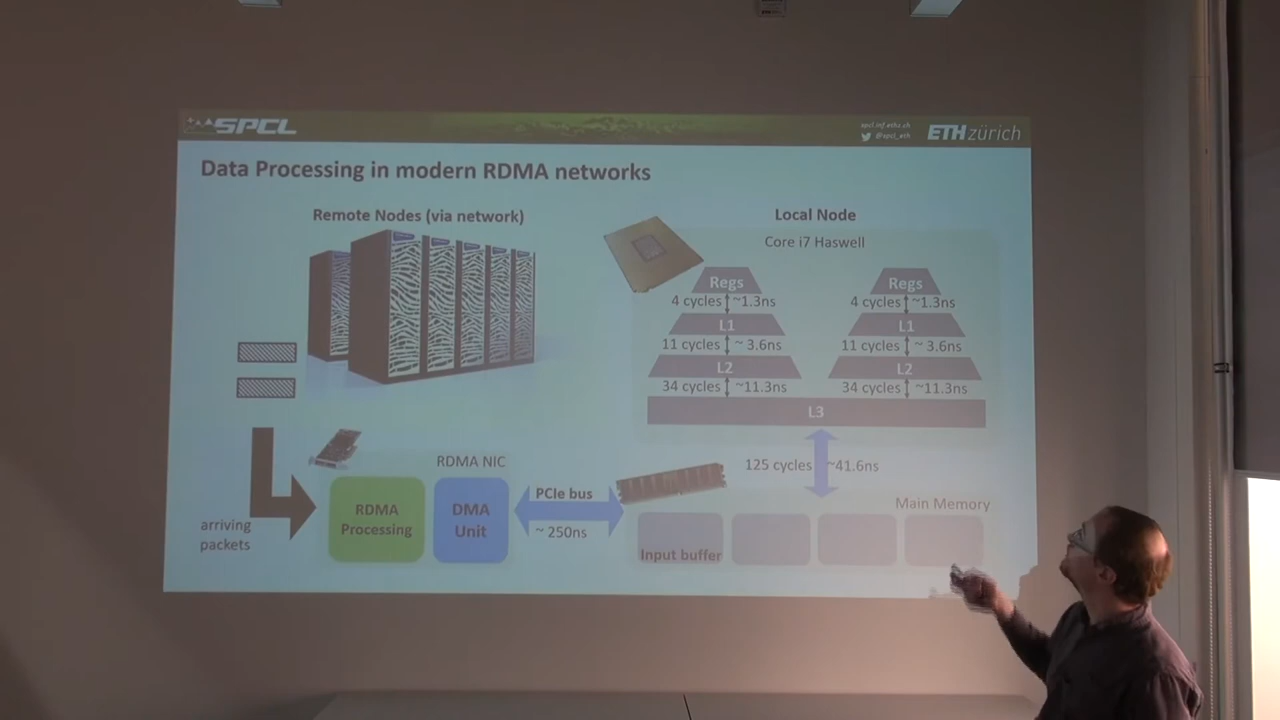 SPCL
spcl.inf.ethz.ch
@spcl_eth
ETH zürich
Data Processing in modern RDMA networks
Remote Nodes (via network)
Local Node
Core i7 Haswell
Regs
Regs
4 cycles ~1.3ns
4 cycles ~1.3ns
L1
L1
11 cycles ~ 3.6ns
11 cycles ~ 3.6ns
L2
L2
34 cycles ~11.3ns
34 cycles ~11.3ns
L3
125 cycles ~41.6ns
RDMA NIC
arriving
packets
RDMA
Processing
DMA
Unit
PCIe bus
~ 250ns
Main Memory
Input buffer